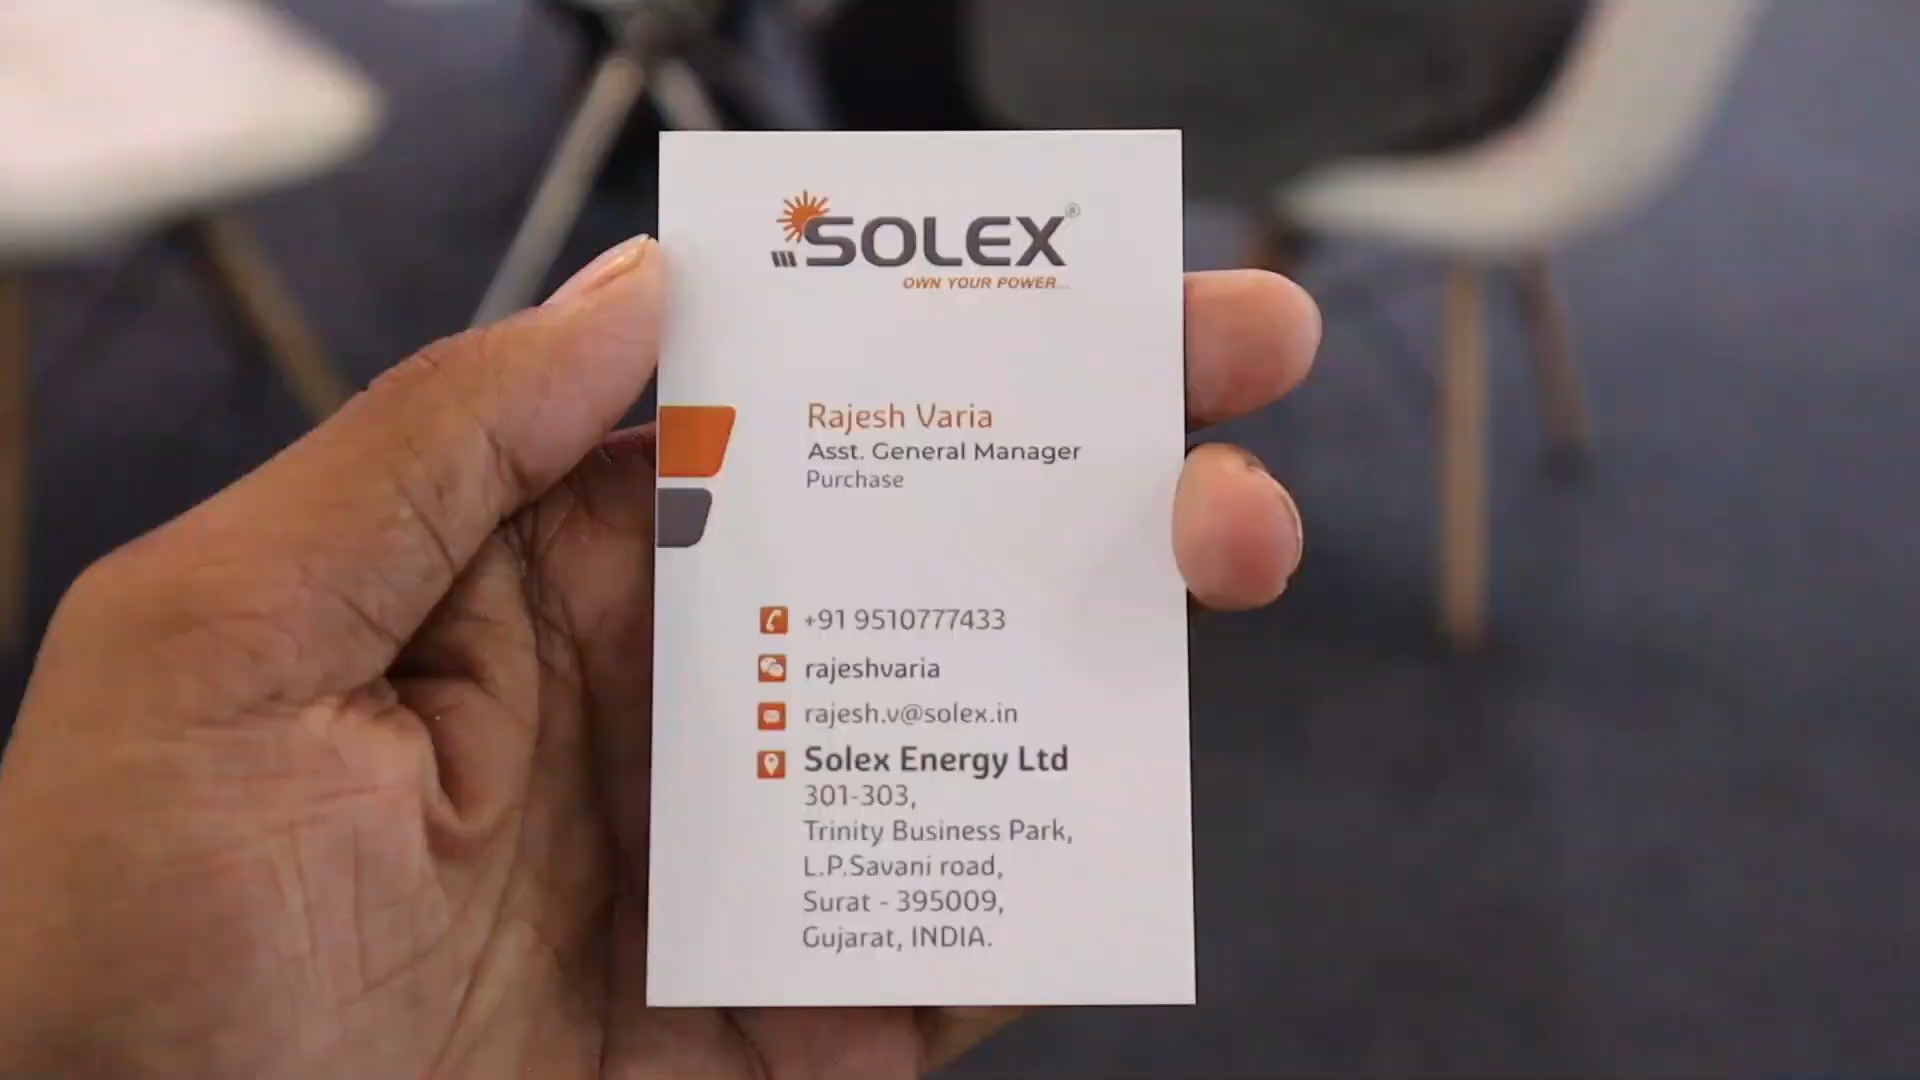 SOLEX®
OWN YOUR POWER...
Rajesh Varia
Asst. General Manager
Purchase
+91 9510777433
rajeshvaria
rajesh.v@solex.in
Solex Energy Ltd
301-303,
Trinity Business Park,
L.P.Savani road,
Surat - 395009,
Gujarat, INDIA.